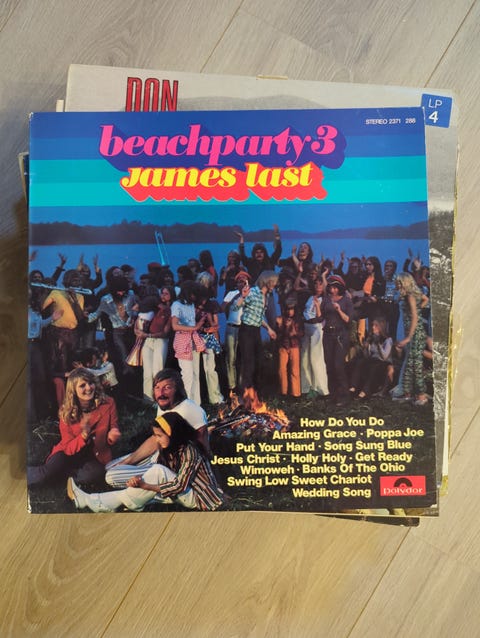 DON
LP
4
STEREO 2371 288
beachparty 3
James last
How Do You Do
Amazing Grace · Poppa Joe
Put Your Hand · Song Sung Blue
Jesus Christ · Holly Holy · Get Ready
Wimoweh · Banks Of The Ohio
Swing Low Sweet Chariot
Wedding Song
Polydor